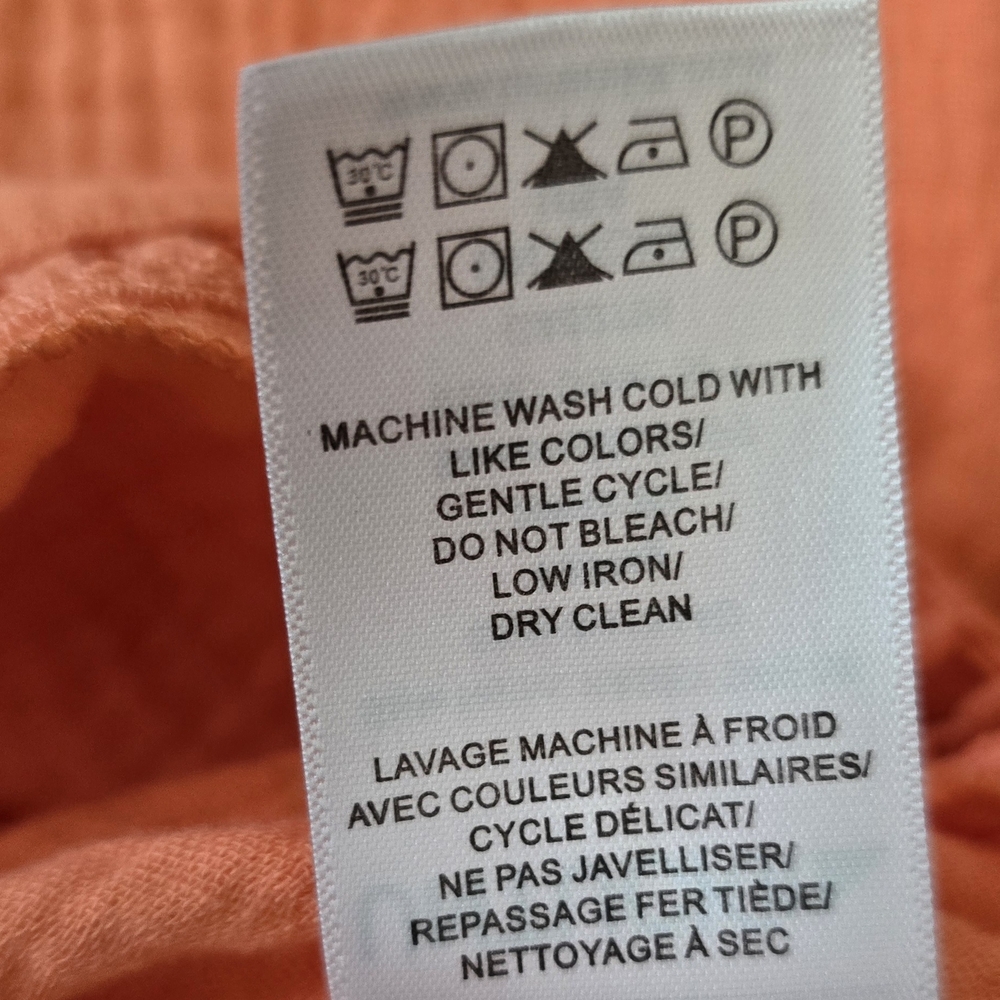 30°C P
30°C P
MACHINE WASH COLD WITH
LIKE COLORS/
GENTLE CYCLE/
DO NOT BLEACH/
LOW IRON/
DRY CLEAN
LAVAGE MACHINE À FROID
AVEC COULEURS SIMILAIRES/
CYCLE DÉLICAT/
NE PAS JAVELLISER/
REPASSAGE FER TIÈDE/
NETTOYAGE À SEC